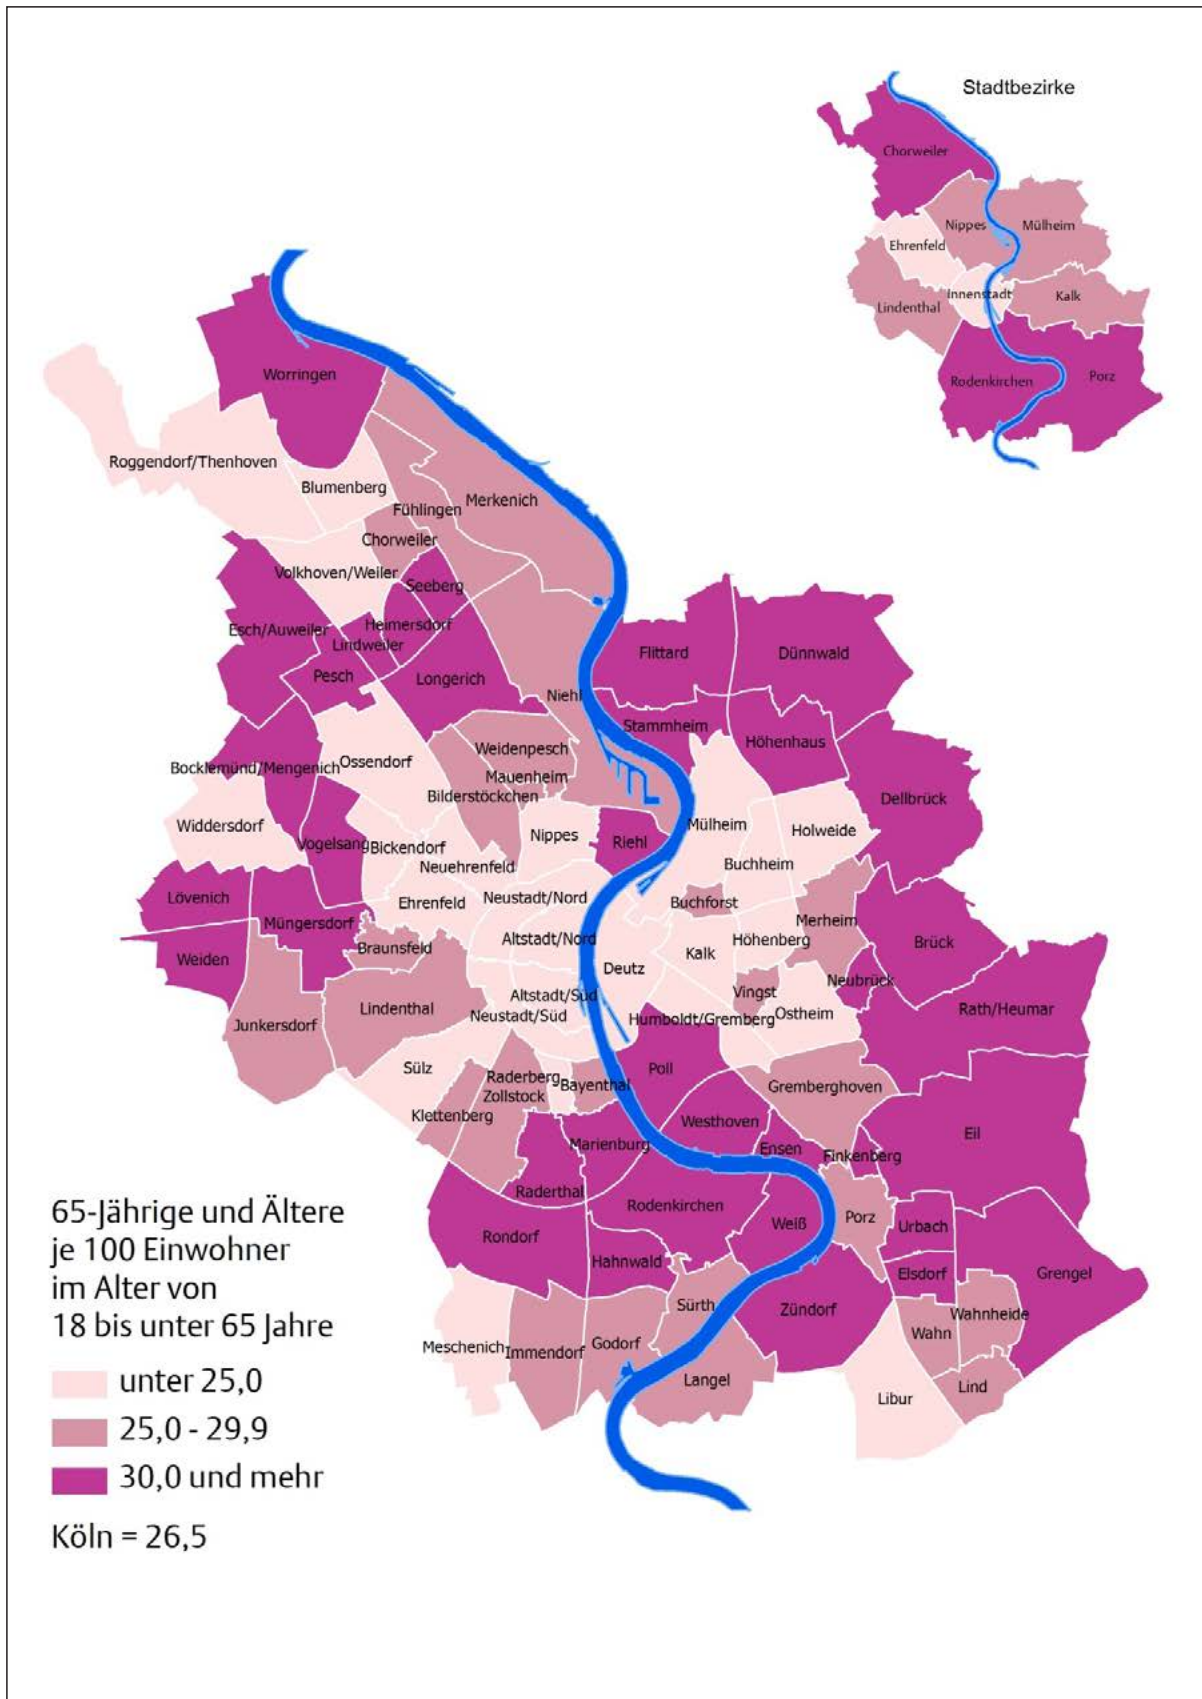 Stadtbezirke
Chorweiler
Nippes
Mülheim
Ehrenfeld
Innenstadt
Kalk
Lindenthal
Rodenkirchen
Porz
Worringen
Roggendorf/Thenhoven
Blumenberg
Merkenich
Fühlingen
Chorweiler
Volkhoven/Weiler
Seeberg
Heimersdorf
Esch/Auweiler
Lindweiler
Pesch
Longerich
Flittard
Dünnwald
Niehl
Stammheim
Höhenhaus
Weidenpesch
Ossendorf
Bocklemünd/Mengenich
Mauenheim
Bilderstöckchen
Dellbrück
Widdersdorf
Mülheim
Holweide
Nippes
Riehl
Vogelsang
Bickendorf
Neuehrenfeld
Buchheim
Lövenich
Ehrenfeld
Neustadt/Nord
Buchforst
Müngersdorf
Merheim
Braunsfeld
Altstadt/Nord
Höhenberg
Brück
Weiden
Kalk
Deutz
Neubrück
Vingst
Altstadt/Süd
Lindenthal
Neustadt/Süd
Humboldt/Gremberg
Ostheim
Rath/Heumar
Junkersdorf
Sülz
Poll
Raderberg
Zollstock
Bayenthal
Gremberghoven
Klettenberg
Westhoven
Eil
Marienburg
Ensen
Finkenberg
Raderthal
Rodenkirchen
Weiß
Porz
Urbach
Rondorf
Hahnwald
Elsdorf
Grengel
Sürth
Zündorf
Wahnheide
Wahn
Meschenich
Immendorf
Godorf
Langel
Lind
Libur
65-Jährige und Ältere
je 100 Einwohner
im Alter von
18 bis unter 65 Jahre
unter 25,0
25,0 - 29,9
30,0 und mehr
Köln = 26,5